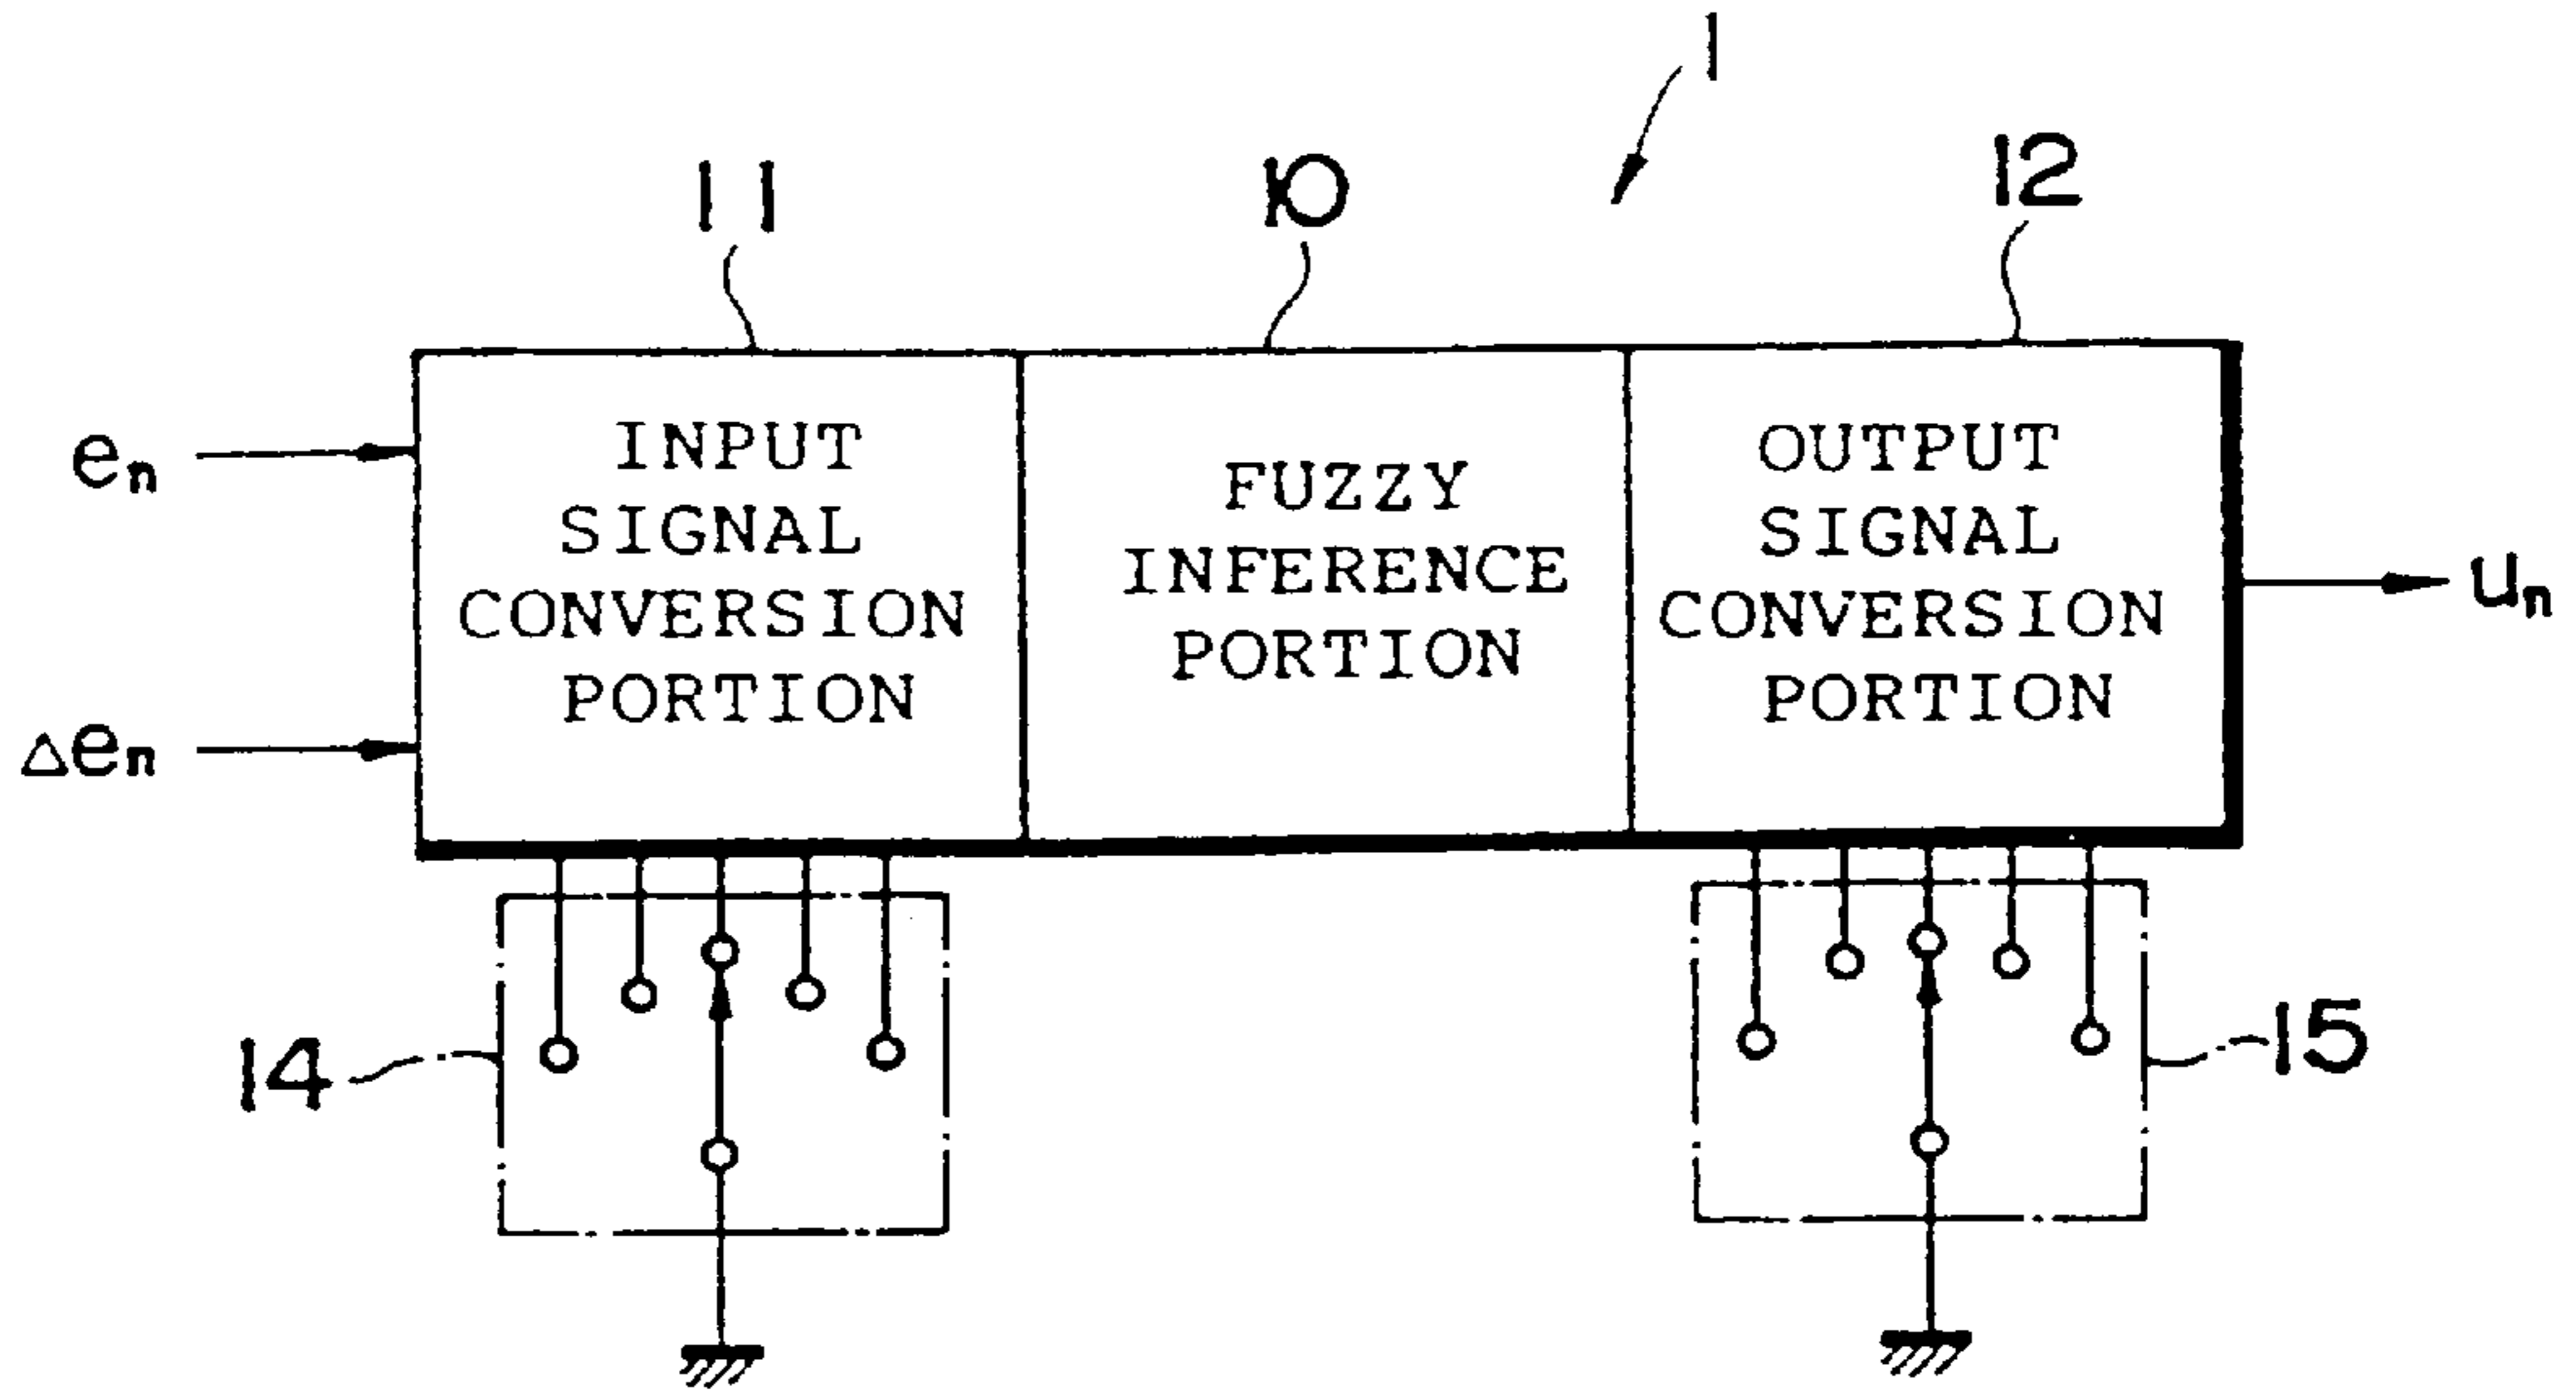 1
11
10
12
INPUT
SIGNAL
CONVERSION
PORTION
FUZZY
INFERENCE
PORTION
OUTPUT
SIGNAL
CONVERSION
PORTION
eₙ
Δeₙ
uₙ
14
15